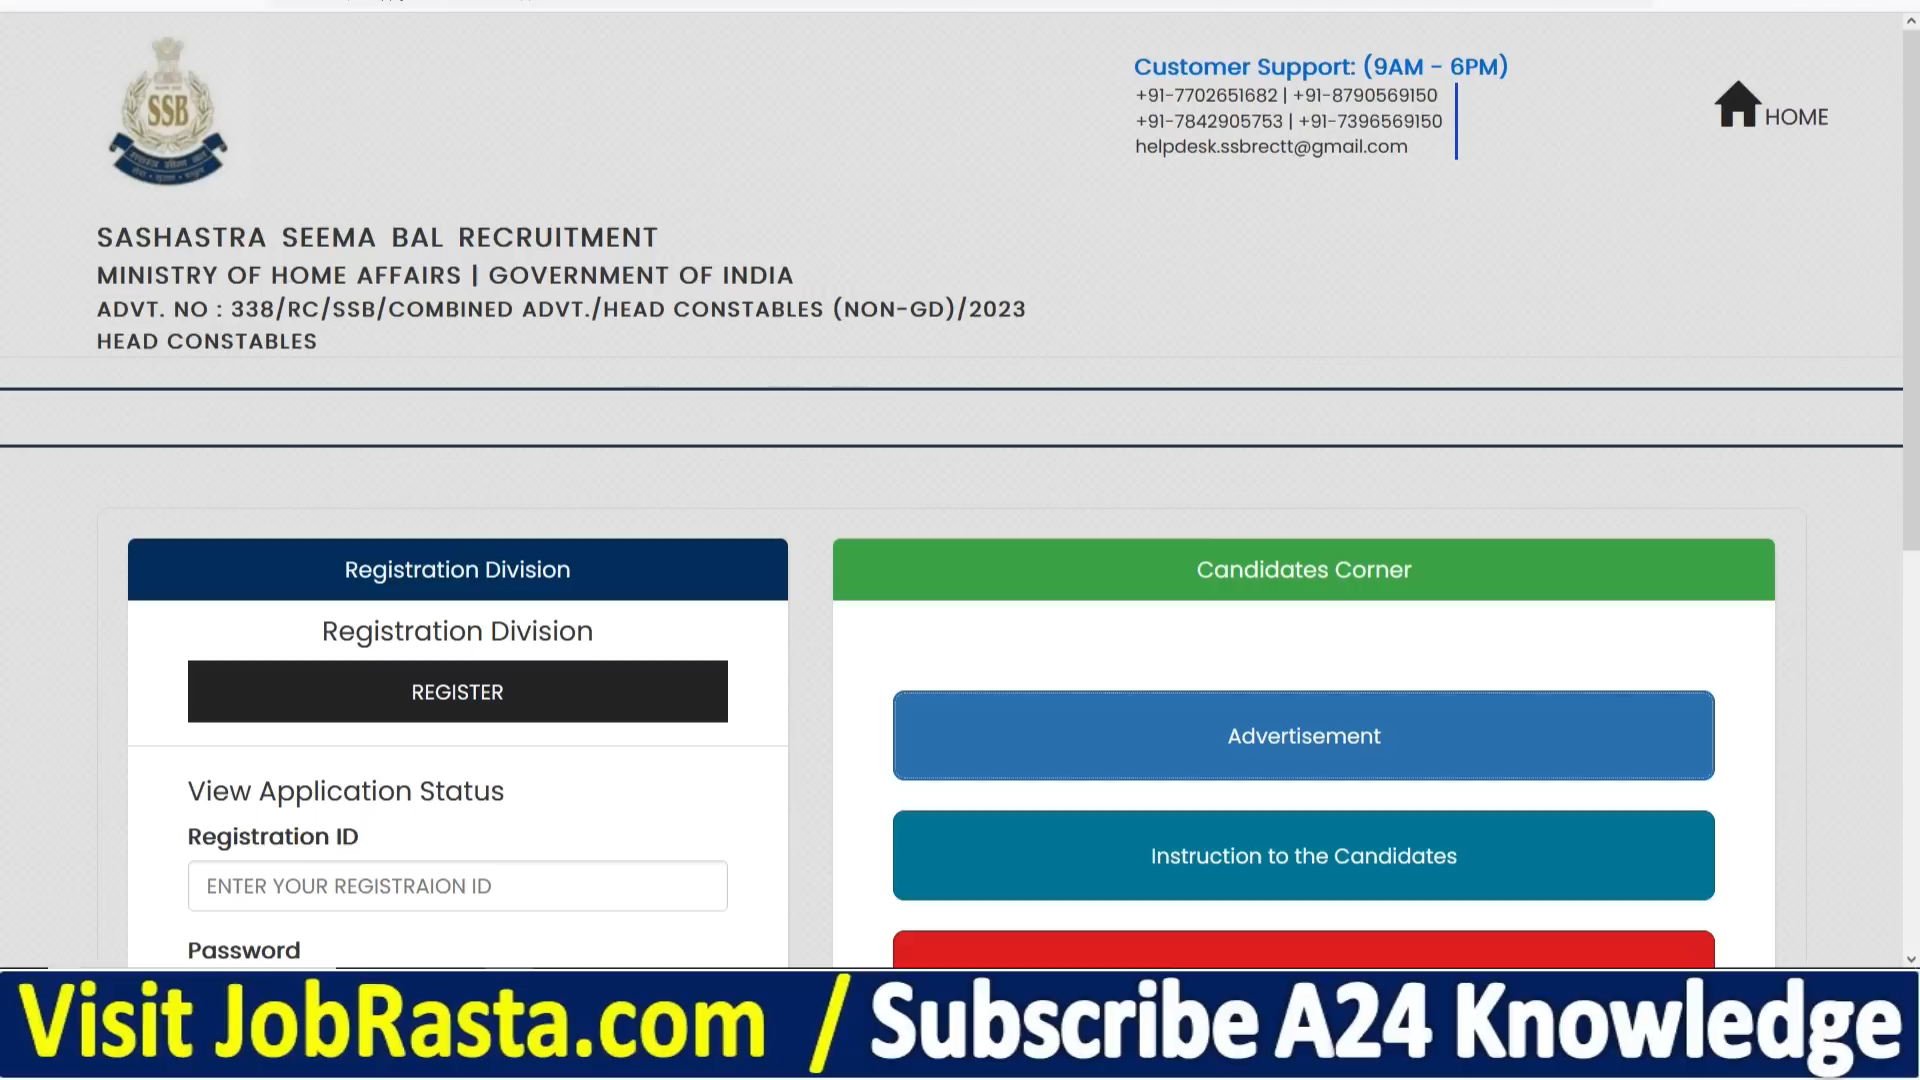 SSB
Customer Support: (9AM - 6PM)
+91-7702651682 | +91-8790569150
+91-7842905753 | +91-7396569150
helpdesk.ssbrectt@gmail.com
HOME
SASHASTRA SEEMA BAL RECRUITMENT
MINISTRY OF HOME AFFAIRS | GOVERNMENT OF INDIA
ADVT. NO : 338/RC/SSB/COMBINED ADVT./HEAD CONSTABLES (NON-GD)/2023
HEAD CONSTABLES
Registration Division
Registration Division
REGISTER
View Application Status
Registration ID
ENTER YOUR REGISTRAION ID
Password
Candidates Corner
Advertisement
Instruction to the Candidates
Visit JobRasta.com / Subscribe A24 Knowledge